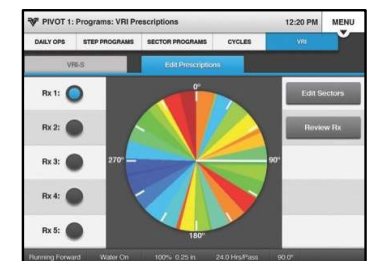 PIVOT 1: Programs: VRI Prescriptions 12:20 PM MENU
DAILY OPS STEP PROGRAMS SECTOR PROGRAMS CYCLES VRI
VRI-S Edit Prescriptions
Rx 1: 0° Edit Sectors
Rx 2: Review Rx
Rx 3: 270° 90°
Rx 4:
Rx 5: 180°
Running Forward Water On 100% 0.25 in. 24.0 Hrs/Pass 90.0°